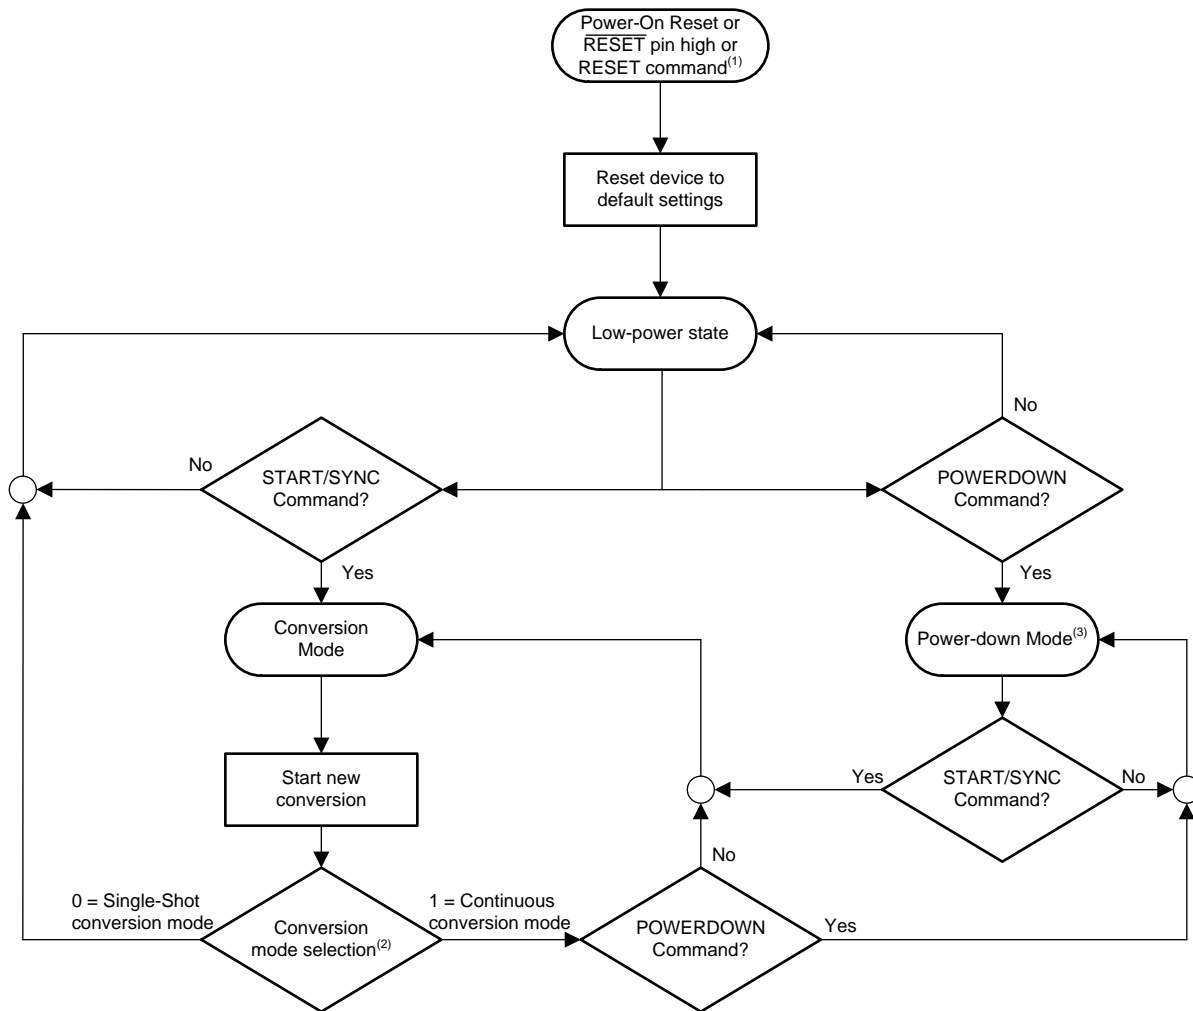 Power-On Reset or
RESET pin high or
RESET command(1)
Reset device to
default settings
Low-power state
No
No
START/SYNC
Command?
POWERDOWN
Command?
Yes
Yes
Conversion
Mode
Power-down Mode(3)
Start new
conversion
Yes
START/SYNC
Command?
No
No
0 = Single-Shot
conversion mode
Conversion
mode selection(2)
1 = Continuous
conversion mode
POWERDOWN
Command?
Yes